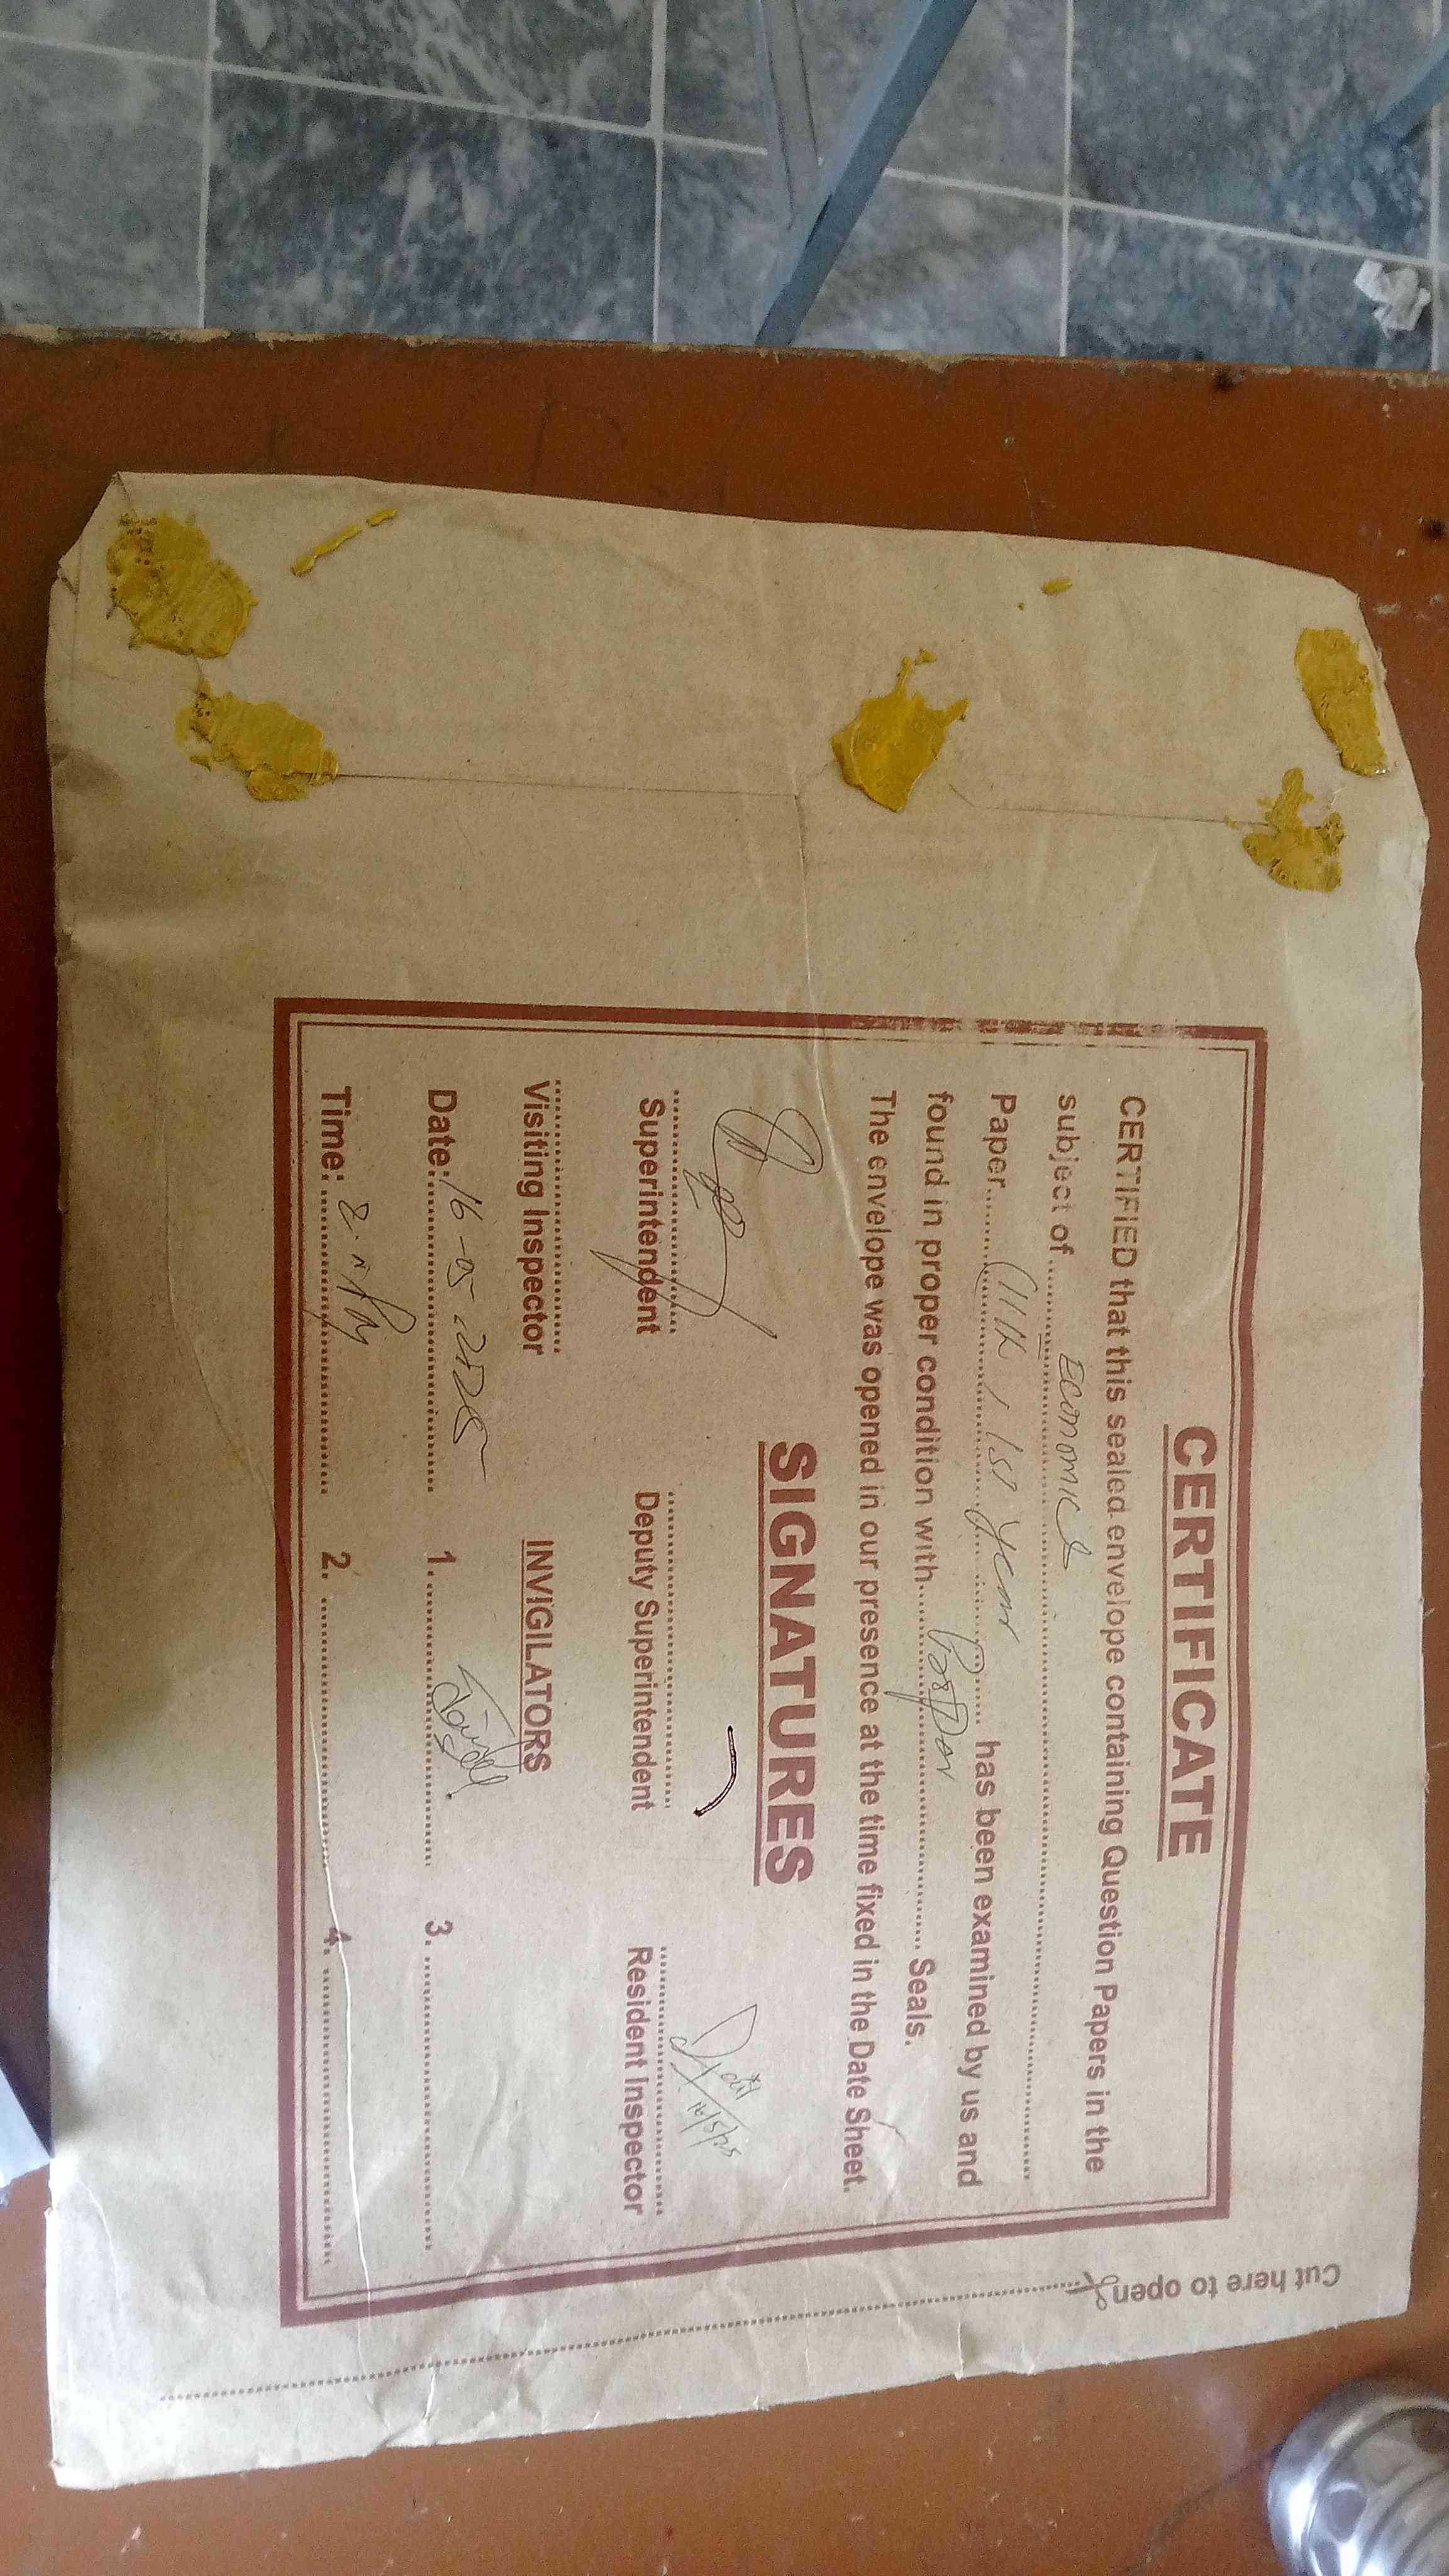 CERTIFICATE
CERTIFIED that this sealed envelope containing Question Papers in the
subject of.....Economics.....
Paper.....(11th, 1st year)..... has been examined by us and
found in proper condition with.......... Seals.
The envelope was opened in our presence at the time fixed in the Date Sheet.
SIGNATURES
Superintendent Deputy Superintendent Resident Inspector
16/5/25
Visiting Inspector INVIGILATORS
Date: 16-05-2025 1. 3.
Time: 2. 4.
Cut here to open